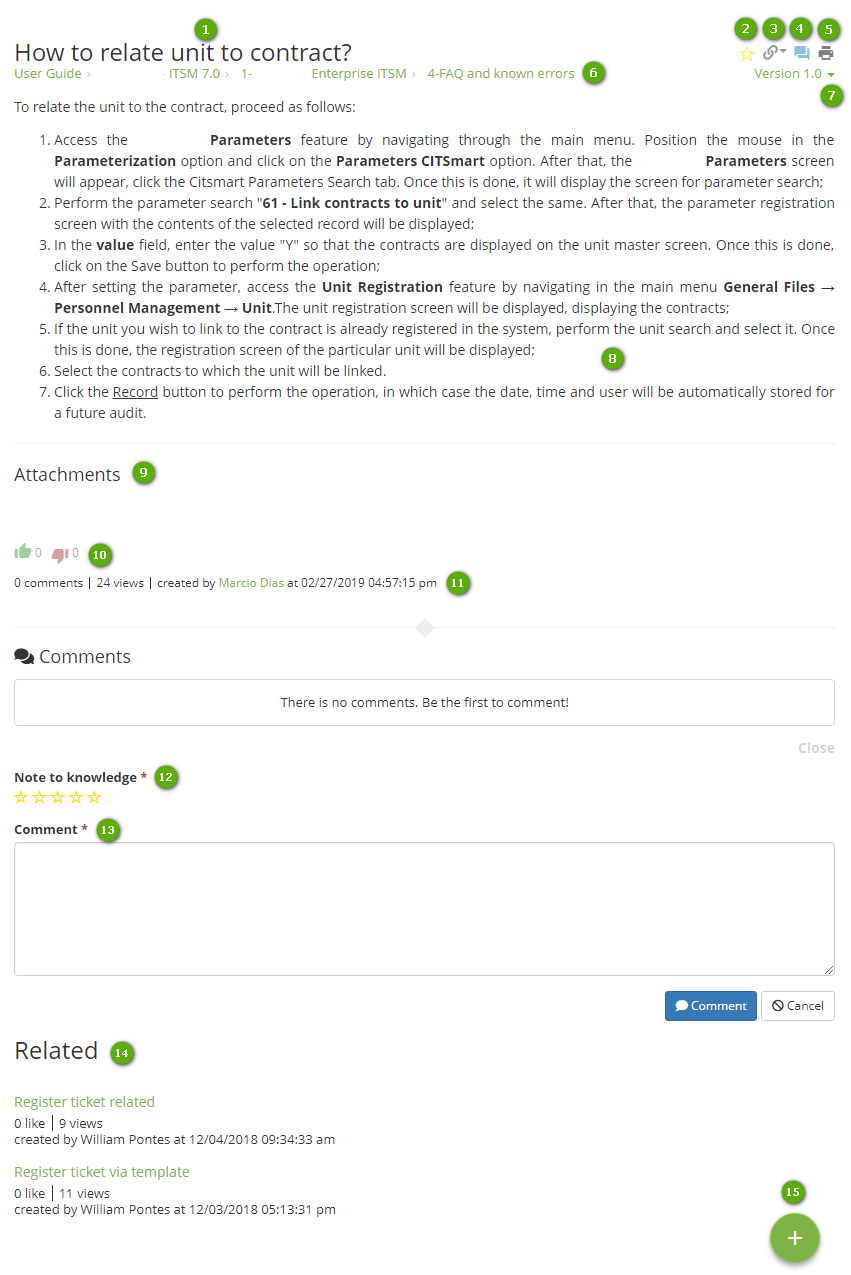 1
2 3 4 5
How to relate unit to contract?
User Guide › ITSM 7.0 › 1- Enterprise ITSM › 4-FAQ and known errors 6 Version 1.0
7
To relate the unit to the contract, proceed as follows:
1. Access the Parameters feature by navigating through the main menu. Position the mouse in the
Parameterization option and click on the Parameters CITSmart option. After that, the Parameters screen
will appear, click the Citsmart Parameters Search tab. Once this is done, it will display the screen for parameter search;
2. Perform the parameter search "61 - Link contracts to unit" and select the same. After that, the parameter registration
screen with the contents of the selected record will be displayed;
3. In the value field, enter the value "Y" so that the contracts are displayed on the unit master screen. Once this is done,
click on the Save button to perform the operation;
4. After setting the parameter, access the Unit Registration feature by navigating in the main menu General Files →
Personnel Management → Unit.The unit registration screen will be displayed, displaying the contracts;
5. If the unit you wish to link to the contract is already registered in the system, perform the unit search and select it. Once
this is done, the registration screen of the particular unit will be displayed;
8
6. Select the contracts to which the unit will be linked.
7. Click the Record button to perform the operation, in which case the date, time and user will be automatically stored for
a future audit.
Attachments 9
0 0 10
0 comments | 24 views | created by Marcio Dias at 02/27/2019 04:57:15 pm 11
Comments
There is no comments. Be the first to comment!
Close
Note to knowledge * 12
Comment * 13
Comment Cancel
Related 14
Register ticket related
0 like | 9 views
created by William Pontes at 12/04/2018 09:34:33 am
Register ticket via template
0 like | 11 views
created by William Pontes at 12/03/2018 05:13:31 pm
15
+